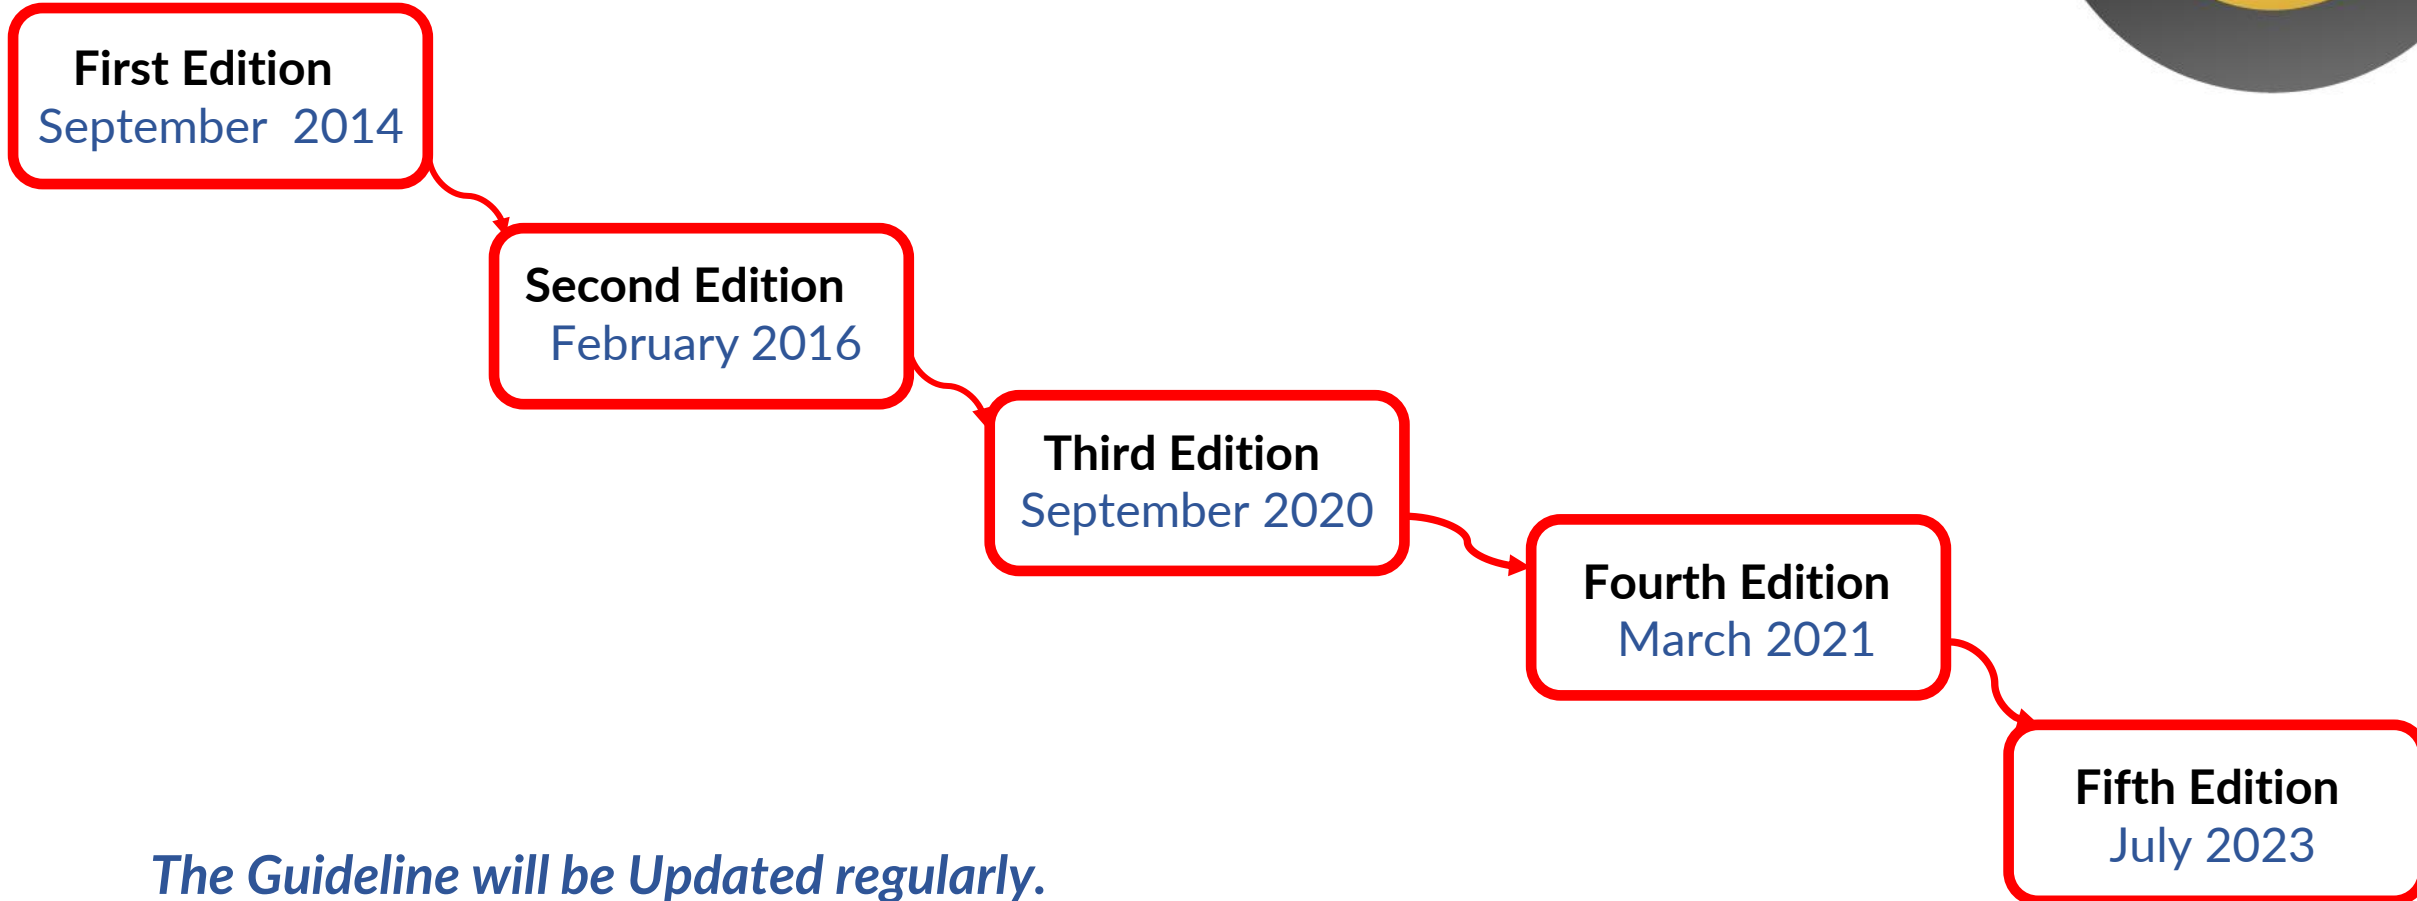 First Edition
September  2014
Second Edition
February 2016
Third Edition
September 2020
Fourth Edition
March 2021
Fifth Edition
July 2023
The Guideline will be Updated regularly.